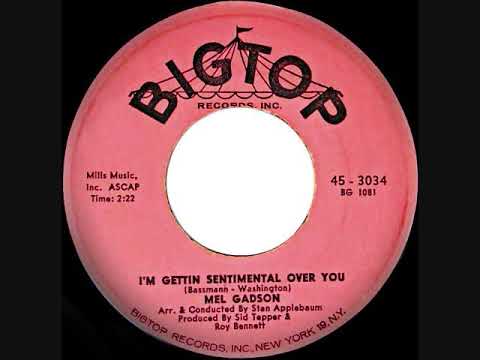 BIGTOP
RECORDS, INC.
Mills Music,
Inc. ASCAP
Time: 2:22
45 - 3034
BG 1081
I'M GETTIN SENTIMENTAL OVER YOU
(Bassmann - Washington)
MEL GADSON
Arr. & Conducted By Stan Applebaum
Produced By Sid Tepper &
Roy Bennett
BIGTOP RECORDS, INC., NEW YORK 19, N.Y.